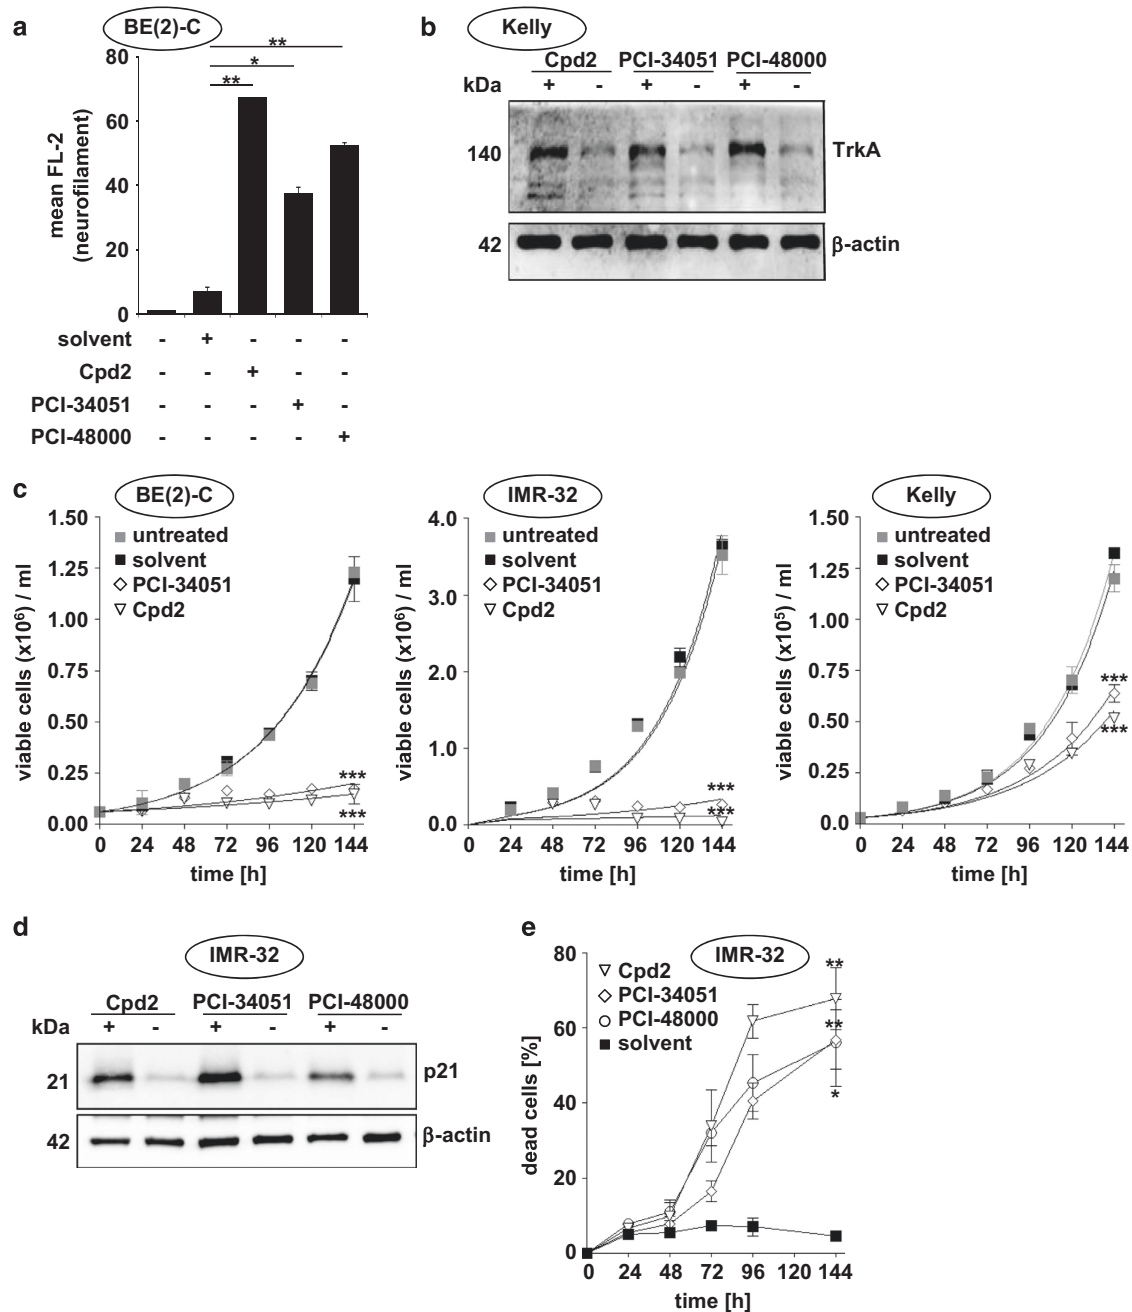 a
BE(2)-C
**
*
**
80
60
40
20
0
mean FL-2
(neurofilament)
solvent - + - - -
Cpd2 - - + - -
PCI-34051 - - - + -
PCI-48000 - - - - +
b
Kelly
Cpd2 PCI-34051 PCI-48000
kDa + - + - + -
140 TrkA
42 β-actin
c
BE(2)-C
1.50
1.25
1.00
0.75
0.50
0.25
0.00
viable cells (x10⁶) / ml
untreated
solvent
PCI-34051
Cpd2
***
***
0 24 48 72 96 120 144
time [h]
IMR-32
4.0
3.0
2.0
1.0
0.0
viable cells (x10⁶) / ml
untreated
solvent
PCI-34051
Cpd2
***
***
0 24 48 72 96 120 144
time [h]
Kelly
1.50
1.25
1.00
0.75
0.50
0.25
0.0
viable cells (x10⁵) / ml
untreated
solvent
PCI-34051
Cpd2
***
***
0 24 48 72 96 120 144
time [h]
d
IMR-32
Cpd2 PCI-34051 PCI-48000
kDa + - + - + -
21 p21
42 β-actin
e
IMR-32
80
60
40
20
0
dead cells [%]
Cpd2
PCI-34051
PCI-48000
solvent
**
**
*
0 24 48 72 96 120 144
time [h]